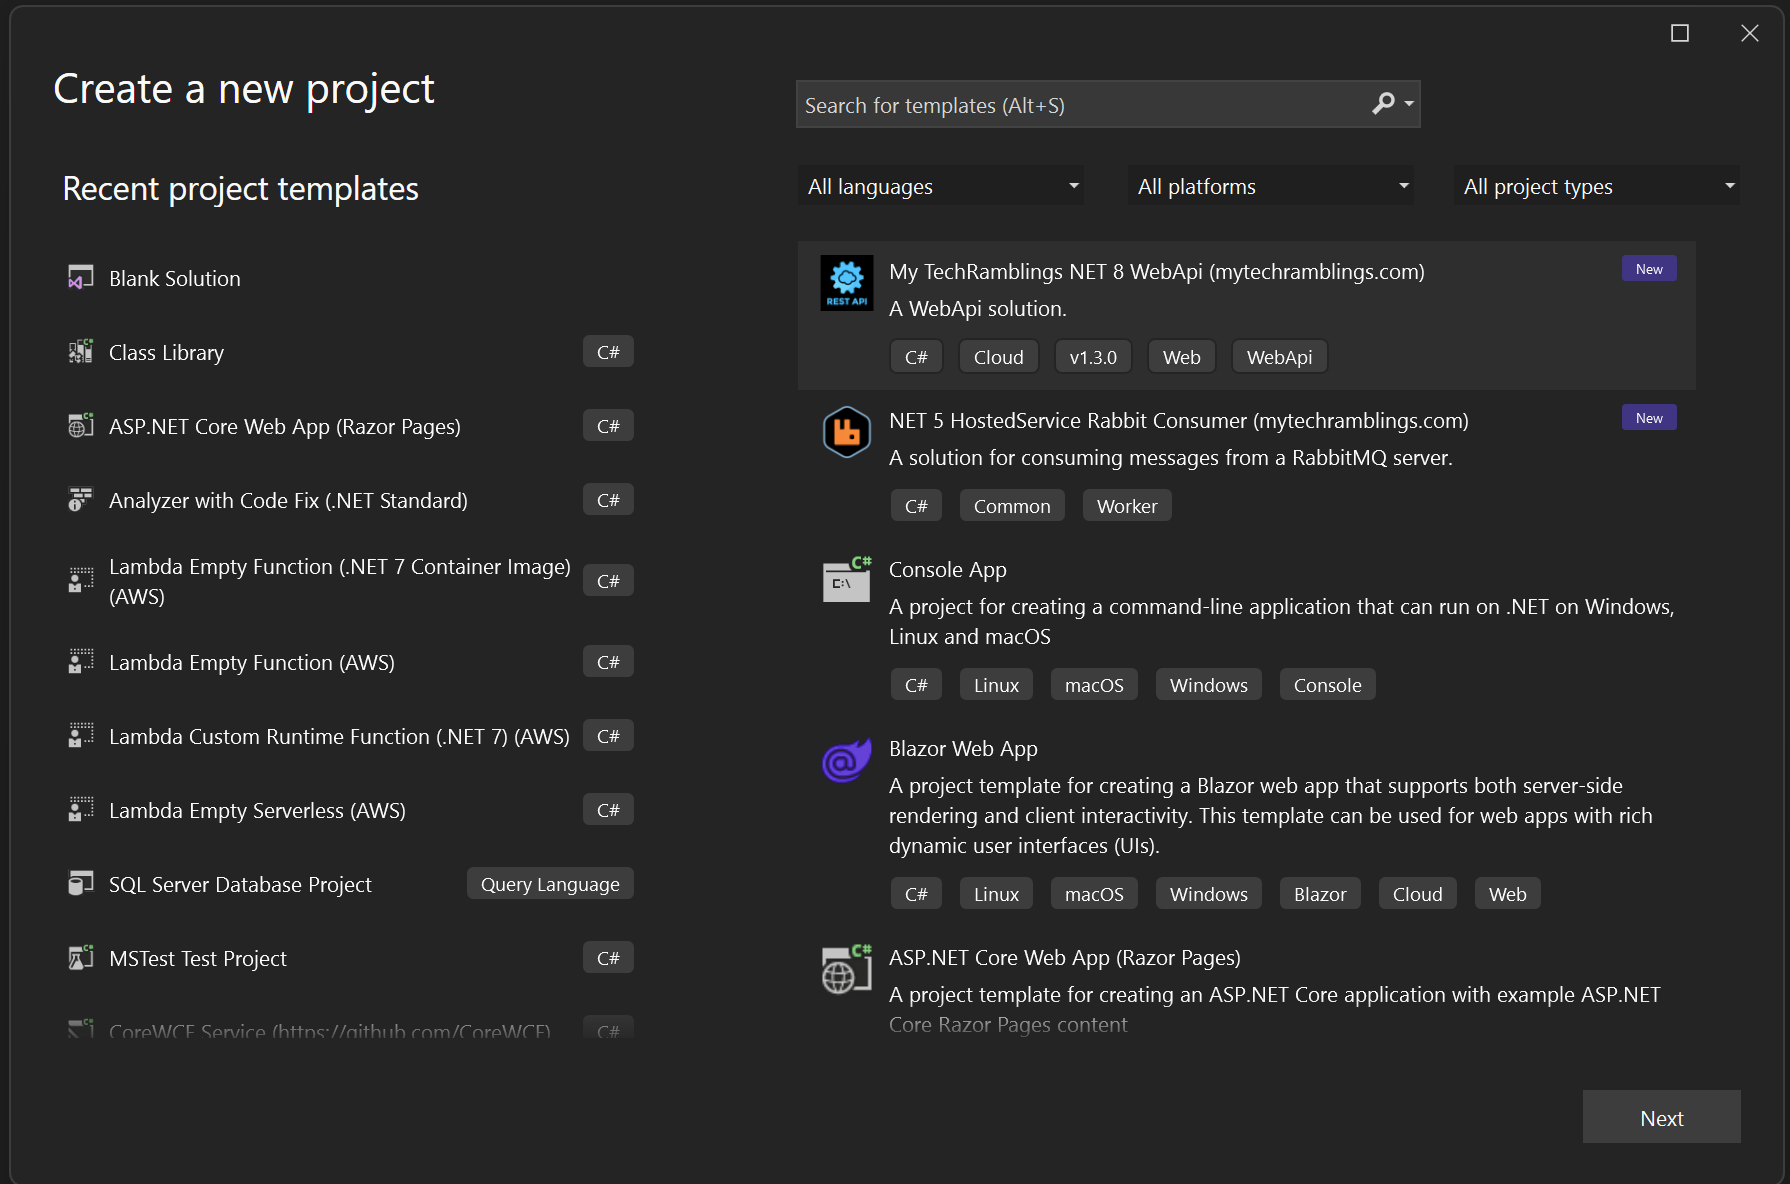 Create a new project
Search for templates (Alt+S)
Recent project templates
All languages
All platforms
All project types
Blank Solution
Class Library
C#
ASP.NET Core Web App (Razor Pages)
C#
Analyzer with Code Fix (.NET Standard)
C#
Lambda Empty Function (.NET 7 Container Image)
(AWS)
C#
Lambda Empty Function (AWS)
C#
Lambda Custom Runtime Function (.NET 7) (AWS)
C#
Lambda Empty Serverless (AWS)
C#
SQL Server Database Project
Query Language
MSTest Test Project
C#
CoreWCF Service (https://github.com/CoreWCF)
C#
REST API
My TechRamblings NET 8 WebApi (mytechramblings.com)
New
A WebApi solution.
C# Cloud v1.3.0 Web WebApi
NET 5 HostedService Rabbit Consumer (mytechramblings.com)
New
A solution for consuming messages from a RabbitMQ server.
C# Common Worker
C#
C:\
Console App
A project for creating a command-line application that can run on .NET on Windows,
Linux and macOS
C# Linux macOS Windows Console
@
Blazor Web App
A project template for creating a Blazor web app that supports both server-side
rendering and client interactivity. This template can be used for web apps with rich
dynamic user interfaces (UIs).
C# Linux macOS Windows Blazor Cloud Web
C#
ASP.NET Core Web App (Razor Pages)
A project template for creating an ASP.NET Core application with example ASP.NET
Core Razor Pages content
Next